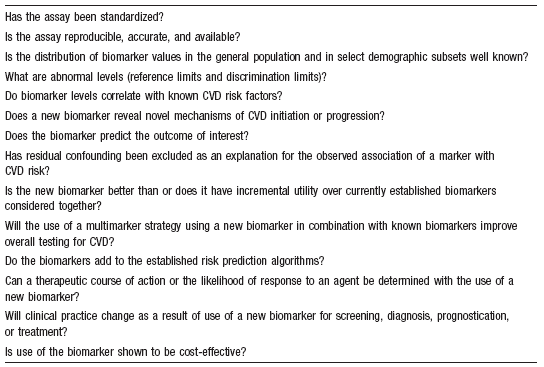 Has the assay been standardized?
Is the assay reproducible, accurate, and available?
Is the distribution of biomarker values in the general population and in select demographic subsets well known?
What are abnormal levels (reference limits and discrimination limits)?
Do biomarker levels correlate with known CVD risk factors?
Does a new biomarker reveal novel mechanisms of CVD initiation or progression?
Does the biomarker predict the outcome of interest?
Has residual confounding been excluded as an explanation for the observed association of a marker with
CVD risk?
Is the new biomarker better than or does it have incremental utility over currently established biomarkers
considered together?
Will the use of a multimarker strategy using a new biomarker in combination with known biomarkers improve
overall testing for CVD?
Do the biomarkers add to the established risk prediction algorithms?
Can a therapeutic course of action or the likelihood of response to an agent be determined with the use of a
new biomarker?
Will clinical practice change as a result of use of a new biomarker for screening, diagnosis, prognostication,
or treatment?
Is use of the biomarker shown to be cost-effective?